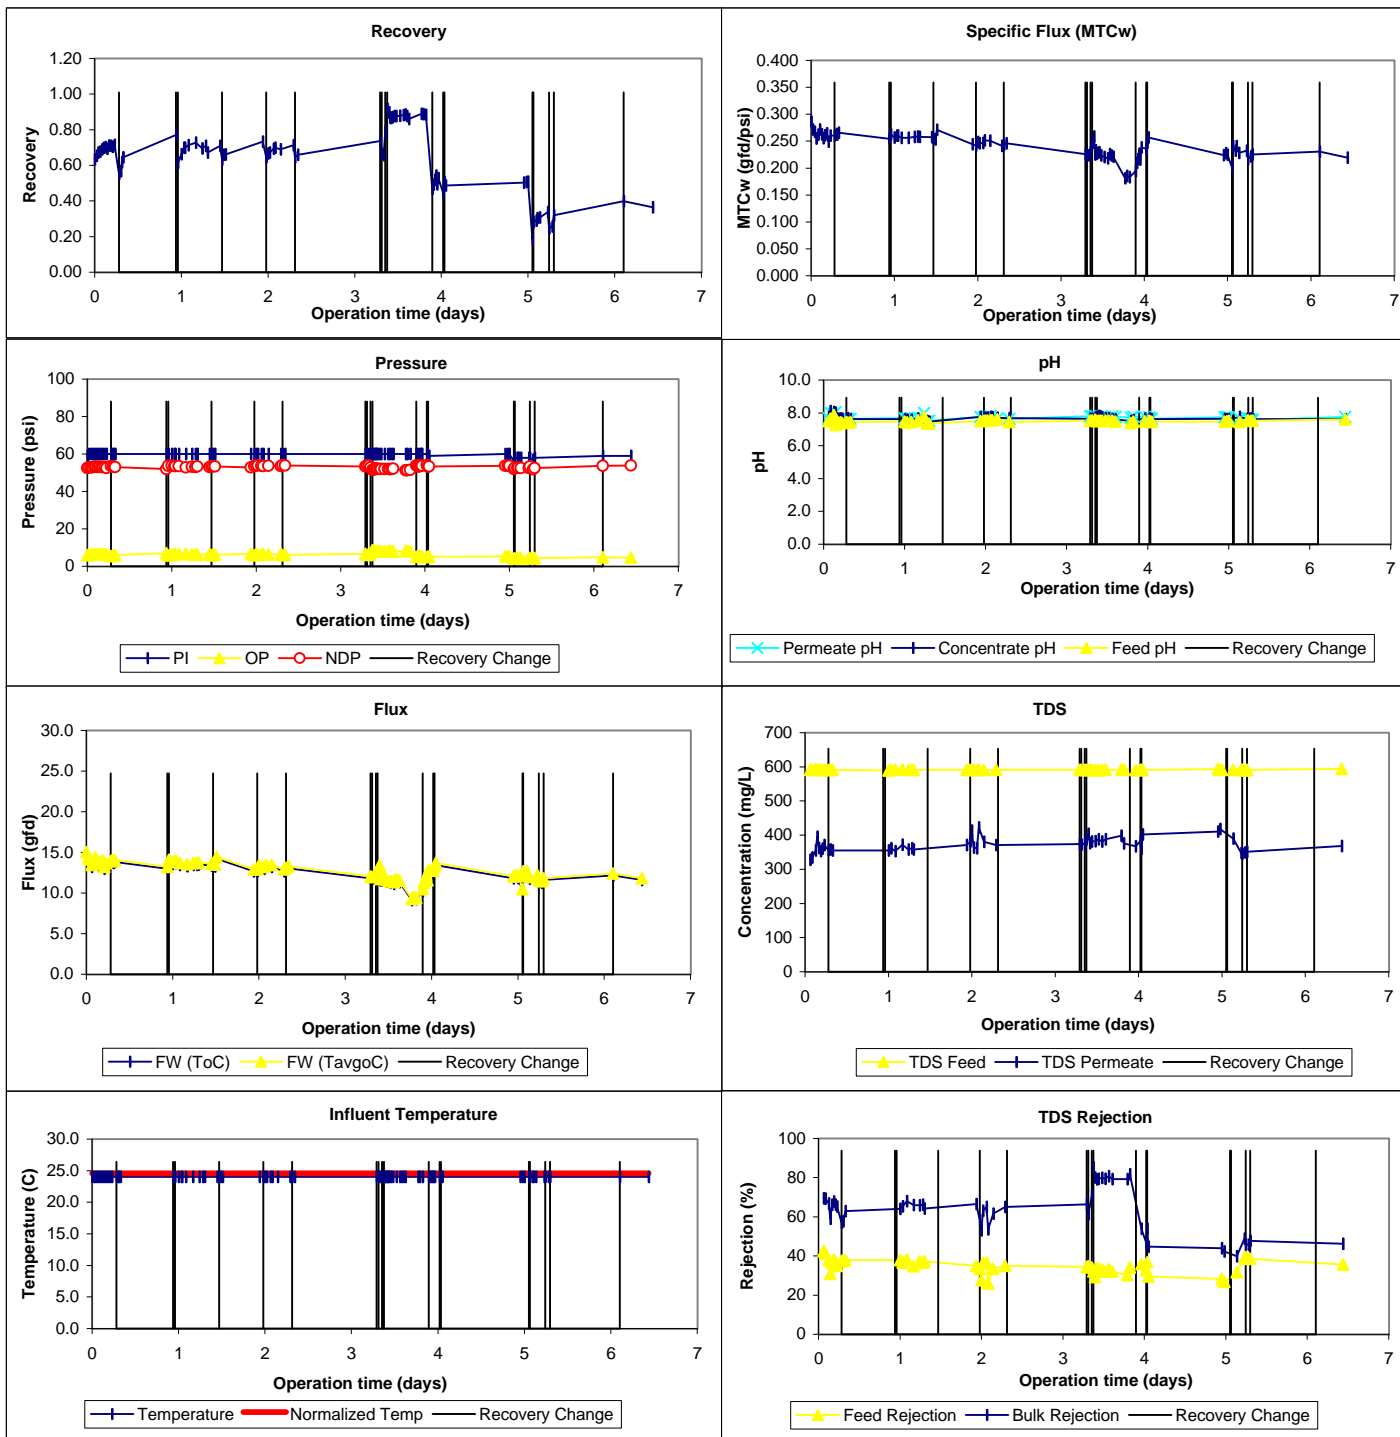 Recovery
1.20
1.00
0.80
0.60
0.40
0.20
0.00
Recovery
0 1 2 3 4 5 6 7
Operation time (days)
Specific Flux (MTCw)
0.400
0.350
0.300
0.250
0.200
0.150
0.100
0.050
0.000
MTCw (gfd/psi)
0 1 2 3 4 5 6 7
Operation time (days)
Pressure
100
80
60
40
20
0
Pressure (psi)
0 1 2 3 4 5 6 7
Operation time (days)
PI OP NDP Recovery Change
pH
10.0
8.0
6.0
4.0
2.0
0.0
pH
0 1 2 3 4 5 6 7
Operation time (days)
Permeate pH Concentrate pH Feed pH Recovery Change
Flux
30.0
25.0
20.0
15.0
10.0
5.0
0.0
Flux (gfd)
0 1 2 3 4 5 6 7
Operation time (days)
FW (ToC) FW (TavgoC) Recovery Change
TDS
700
600
500
400
300
200
100
0
Concentration (mg/L)
0 1 2 3 4 5 6 7
Operation time (days)
TDS Feed TDS Permeate Recovery Change
Influent Temperature
30.0
25.0
20.0
15.0
10.0
5.0
0.0
Temperature (C)
0 1 2 3 4 5 6 7
Operation time (days)
Temperature Normalized Temp Recovery Change
TDS Rejection
100
80
60
40
20
0
Rejection (%)
0 1 2 3 4 5 6 7
Operation time (days)
Feed Rejection Bulk Rejection Recovery Change